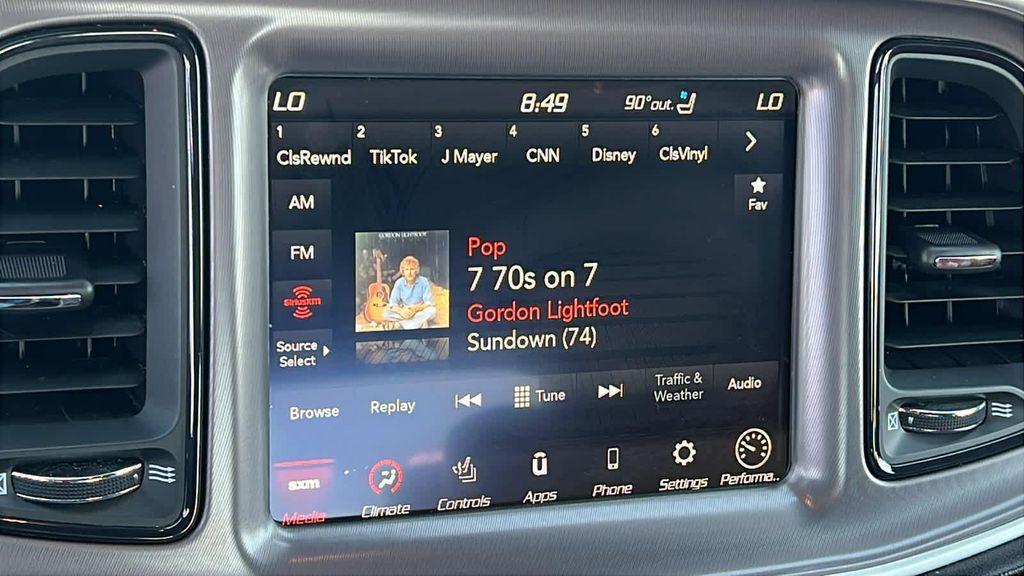 LO 8:49 90°out. LO
1 2 3 4 5 6
ClsRewnd TikTok J Mayer CNN Disney ClsVinyl
AM
Fav
GORDON LIGHTFOOT
Pop
FM
7 70s on 7
siriusxm
Gordon Lightfoot
Sundown (74)
Source
Select
Browse Replay Tune
Traffic &
Weather
Audio
sxm
Media Climate Controls Apps Phone Settings Performa..